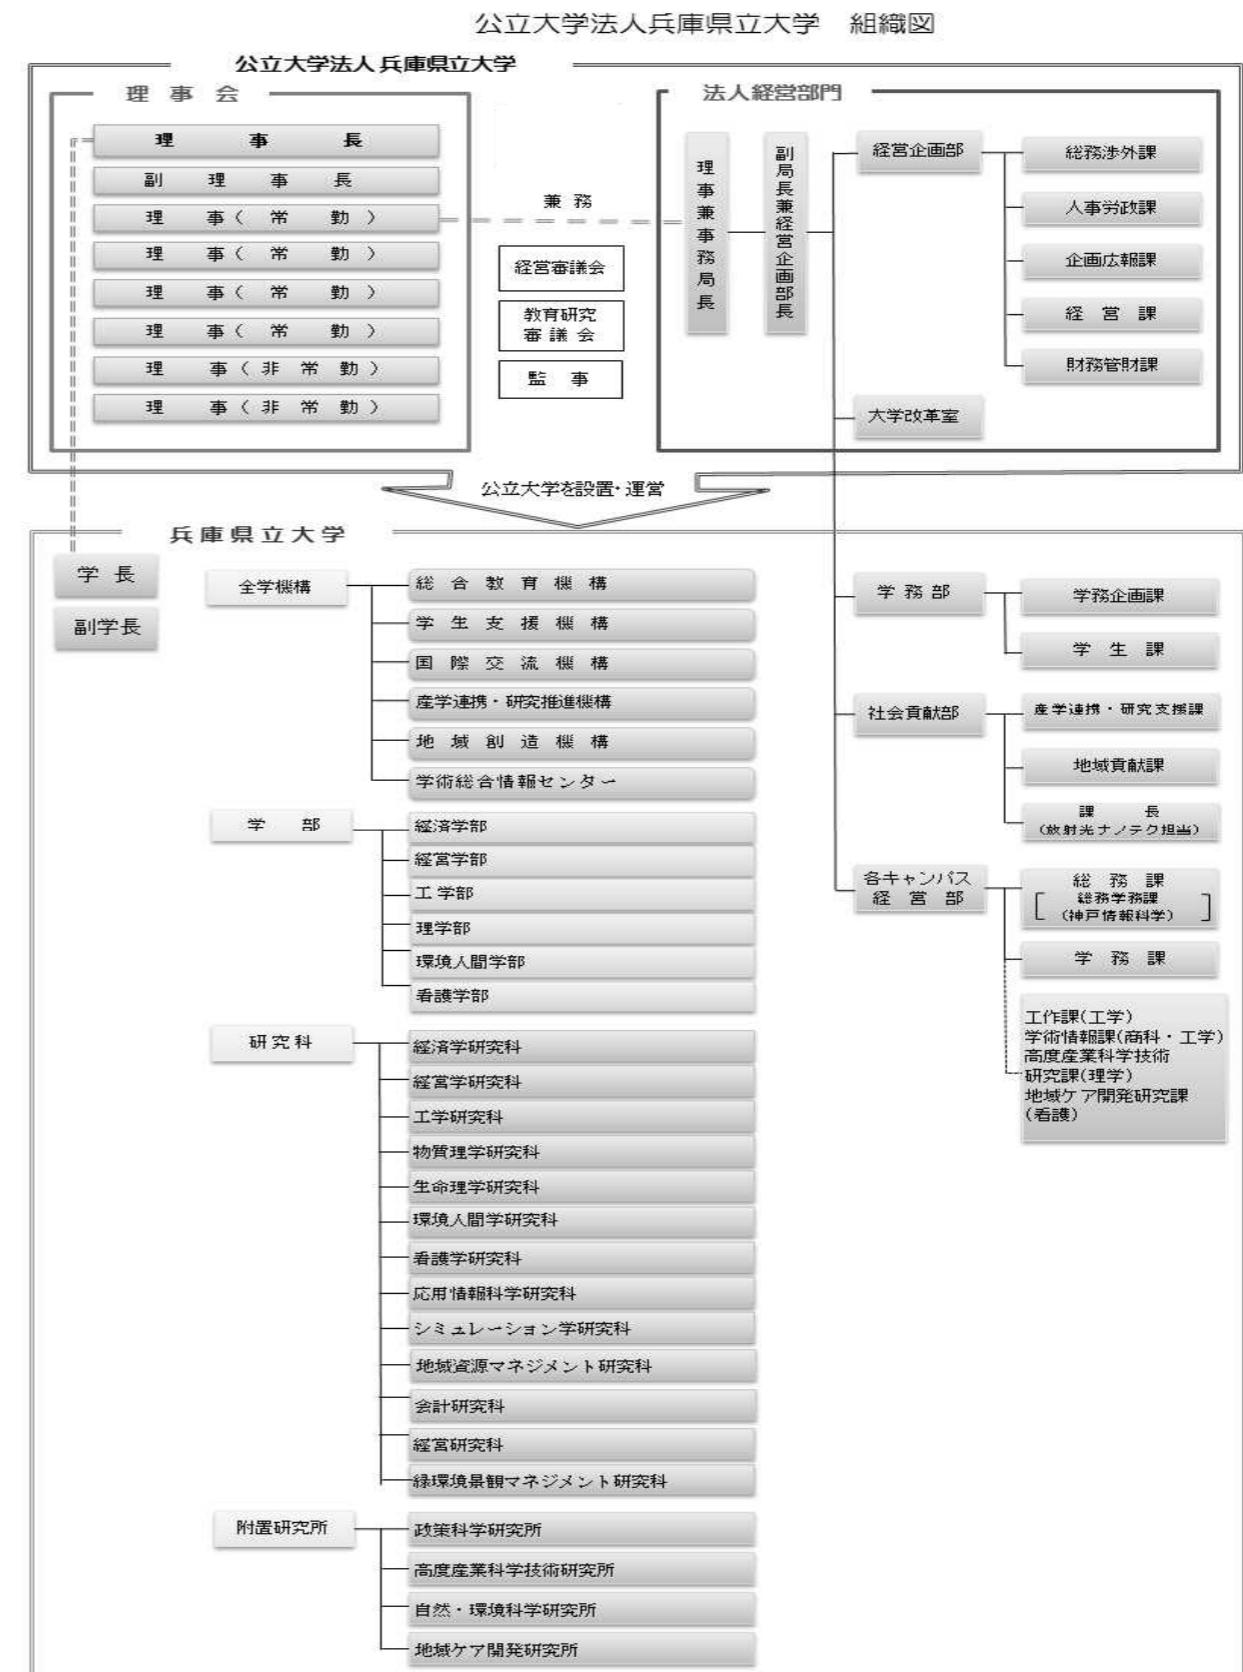 公立大学法人兵庫県立大学　組織図
公立大学法人 兵庫県立大学
理事会
理事長
副理事長
理事(常勤)
理事(常勤)
理事(常勤)
理事(常勤)
理事(非常勤)
理事(非常勤)
兼務
経営審議会
教育研究
審議会
監事
法人経営部門
理事兼事務局長
副局長兼経営企画部長
経営企画部
総務渉外課
人事労政課
企画広報課
経営課
財務管財課
大学改革室
公立大学を設置・運営
兵庫県立大学
学長
副学長
全学機構
総合教育機構
学生支援機構
国際交流機構
産学連携・研究推進機構
地域創造機構
学術総合情報センター
学部
経済学部
経営学部
工学部
理学部
環境人間学部
看護学部
研究科
経済学研究科
経営学研究科
工学研究科
物質理学研究科
生命理学研究科
環境人間学研究科
看護学研究科
応用情報科学研究科
シミュレーション学研究科
地域資源マネジメント研究科
会計研究科
経営研究科
緑環境景観マネジメント研究科
附置研究所
政策科学研究所
高度産業科学技術研究所
自然・環境科学研究所
地域ケア開発研究所
学務部
学務企画課
学生課
社会貢献部
産学連携・研究支援課
地域貢献課
課長
(放射光ナノテク担当)
各キャンパス
経営部
総務課
[総務学務課
(神戸情報科学)]
学務課
工作課(工学)
学術情報課(商科・工学)
高度産業科学技術
研究課(理学)
地域ケア開発研究課
(看護)